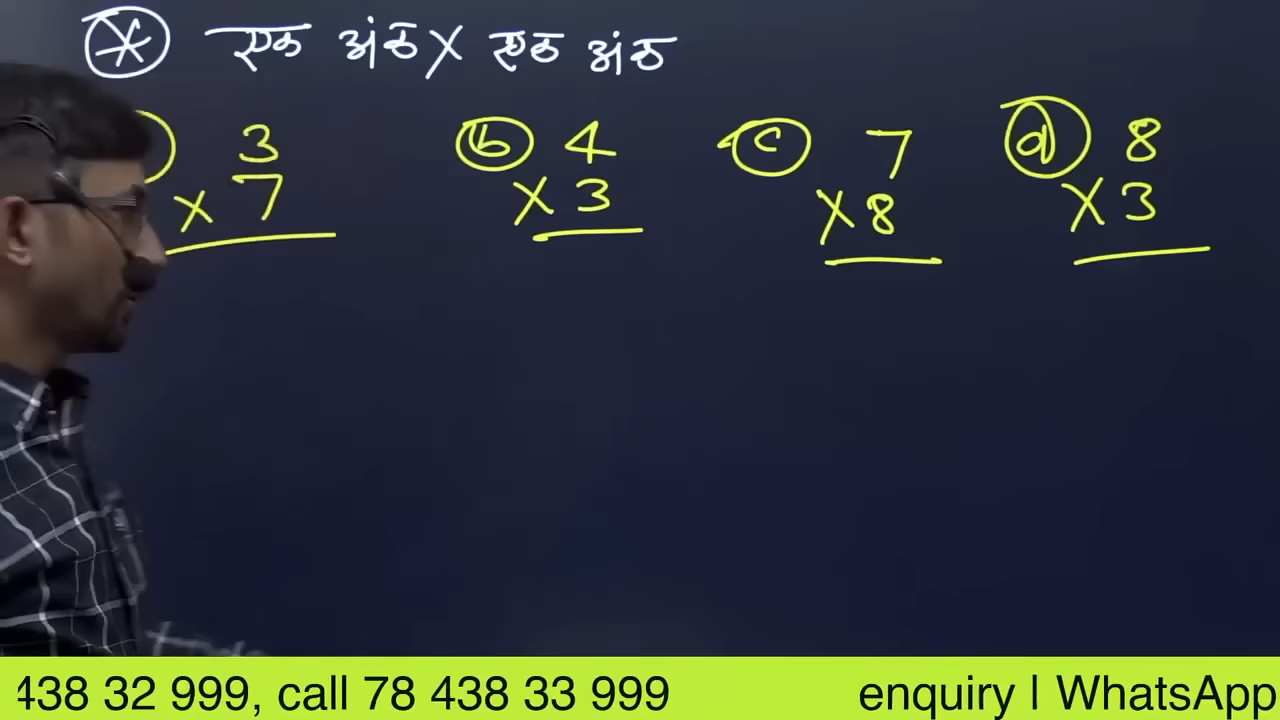 * एक अंक X एक अंक
3 (b) 4 (c) 7 (d) 8
X 7 X 3 X 8 X 3
438 32 999, call 78 438 33 999 enquiry | WhatsApp